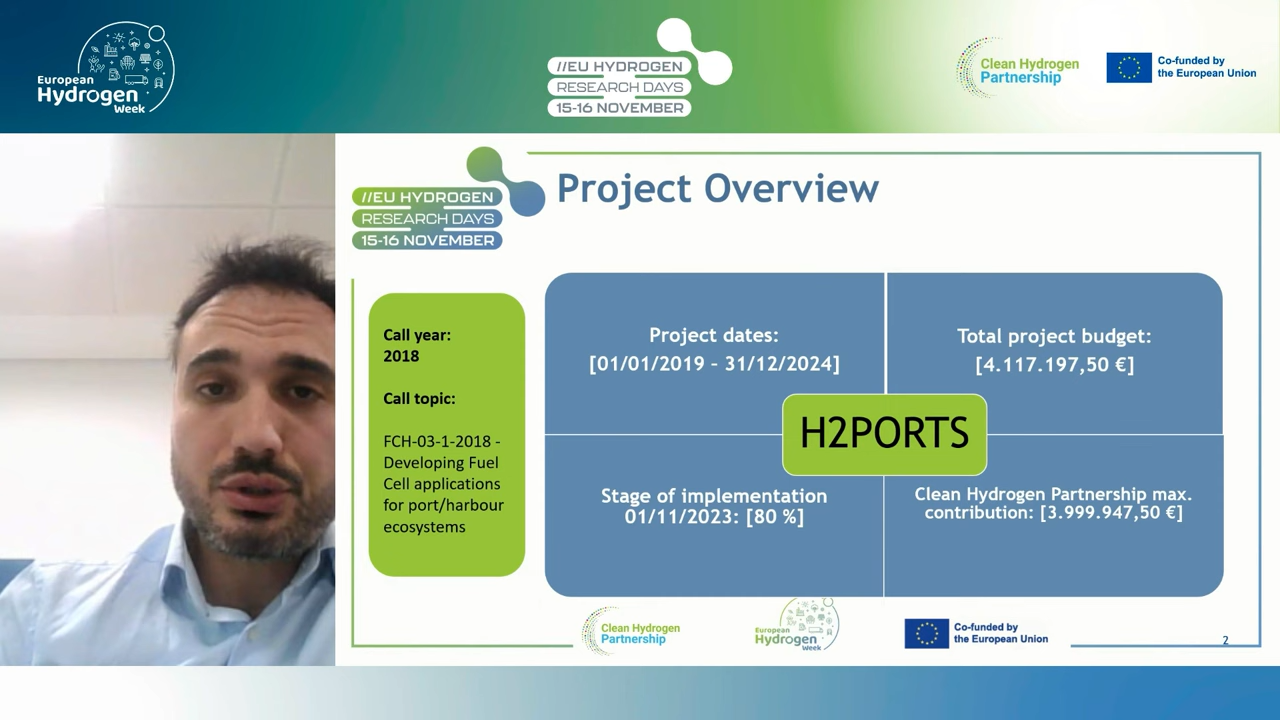 European
Hydrogen
Week
//EU HYDROGEN
RESEARCH DAYS
15-16 NOVEMBER
Clean Hydrogen
Partnership
Co-funded by
the European Union
//EU HYDROGEN
RESEARCH DAYS
15-16 NOVEMBER
Project Overview
Call year:
2018
Call topic:
FCH-03-1-2018 -
Developing Fuel
Cell applications
for port/harbour
ecosystems
Project dates:
[01/01/2019 – 31/12/2024]
Total project budget:
[4.117.197,50 €]
H2PORTS
Stage of implementation
01/11/2023: [80 %]
Clean Hydrogen Partnership max.
contribution: [3.999.947,50 €]
Clean Hydrogen
Partnership
European
Hydrogen
Week
Co-funded by
the European Union
2